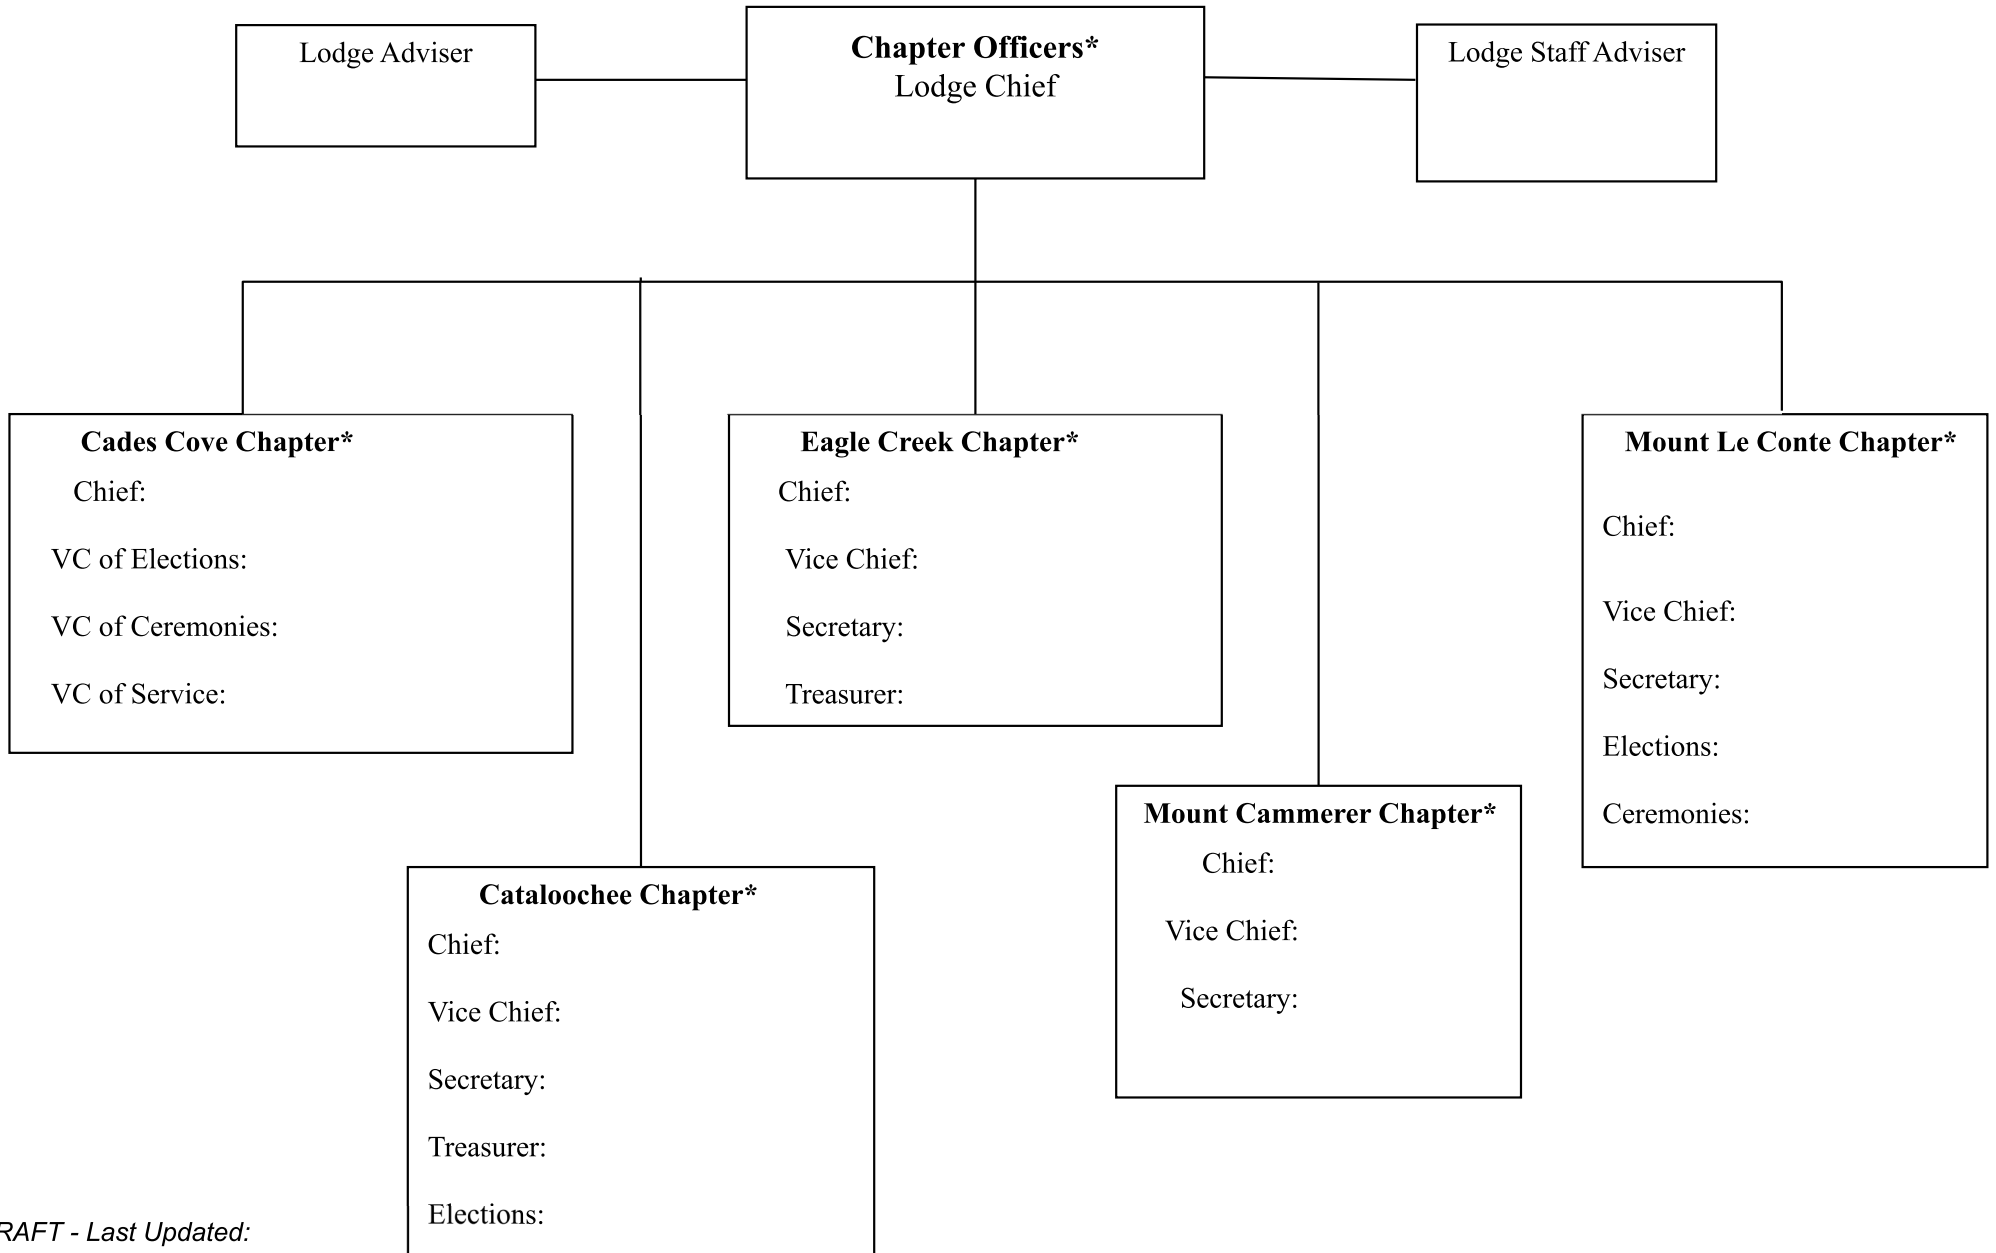 Lodge Adviser
Chapter Officers*
Lodge Chief
Lodge Staff Adviser
Cades Cove Chapter*
Chief:
VC of Elections:
VC of Ceremonies:
VC of Service:
Eagle Creek Chapter*
Chief:
Vice Chief:
Secretary:
Treasurer:
Mount Le Conte Chapter*
Chief:
Vice Chief:
Secretary:
Elections:
Ceremonies:
Mount Cammerer Chapter*
Chief:
Vice Chief:
Secretary:
Cataloochee Chapter*
Chief:
Vice Chief:
Secretary:
Treasurer:
Elections:
RAFT - Last Updated: